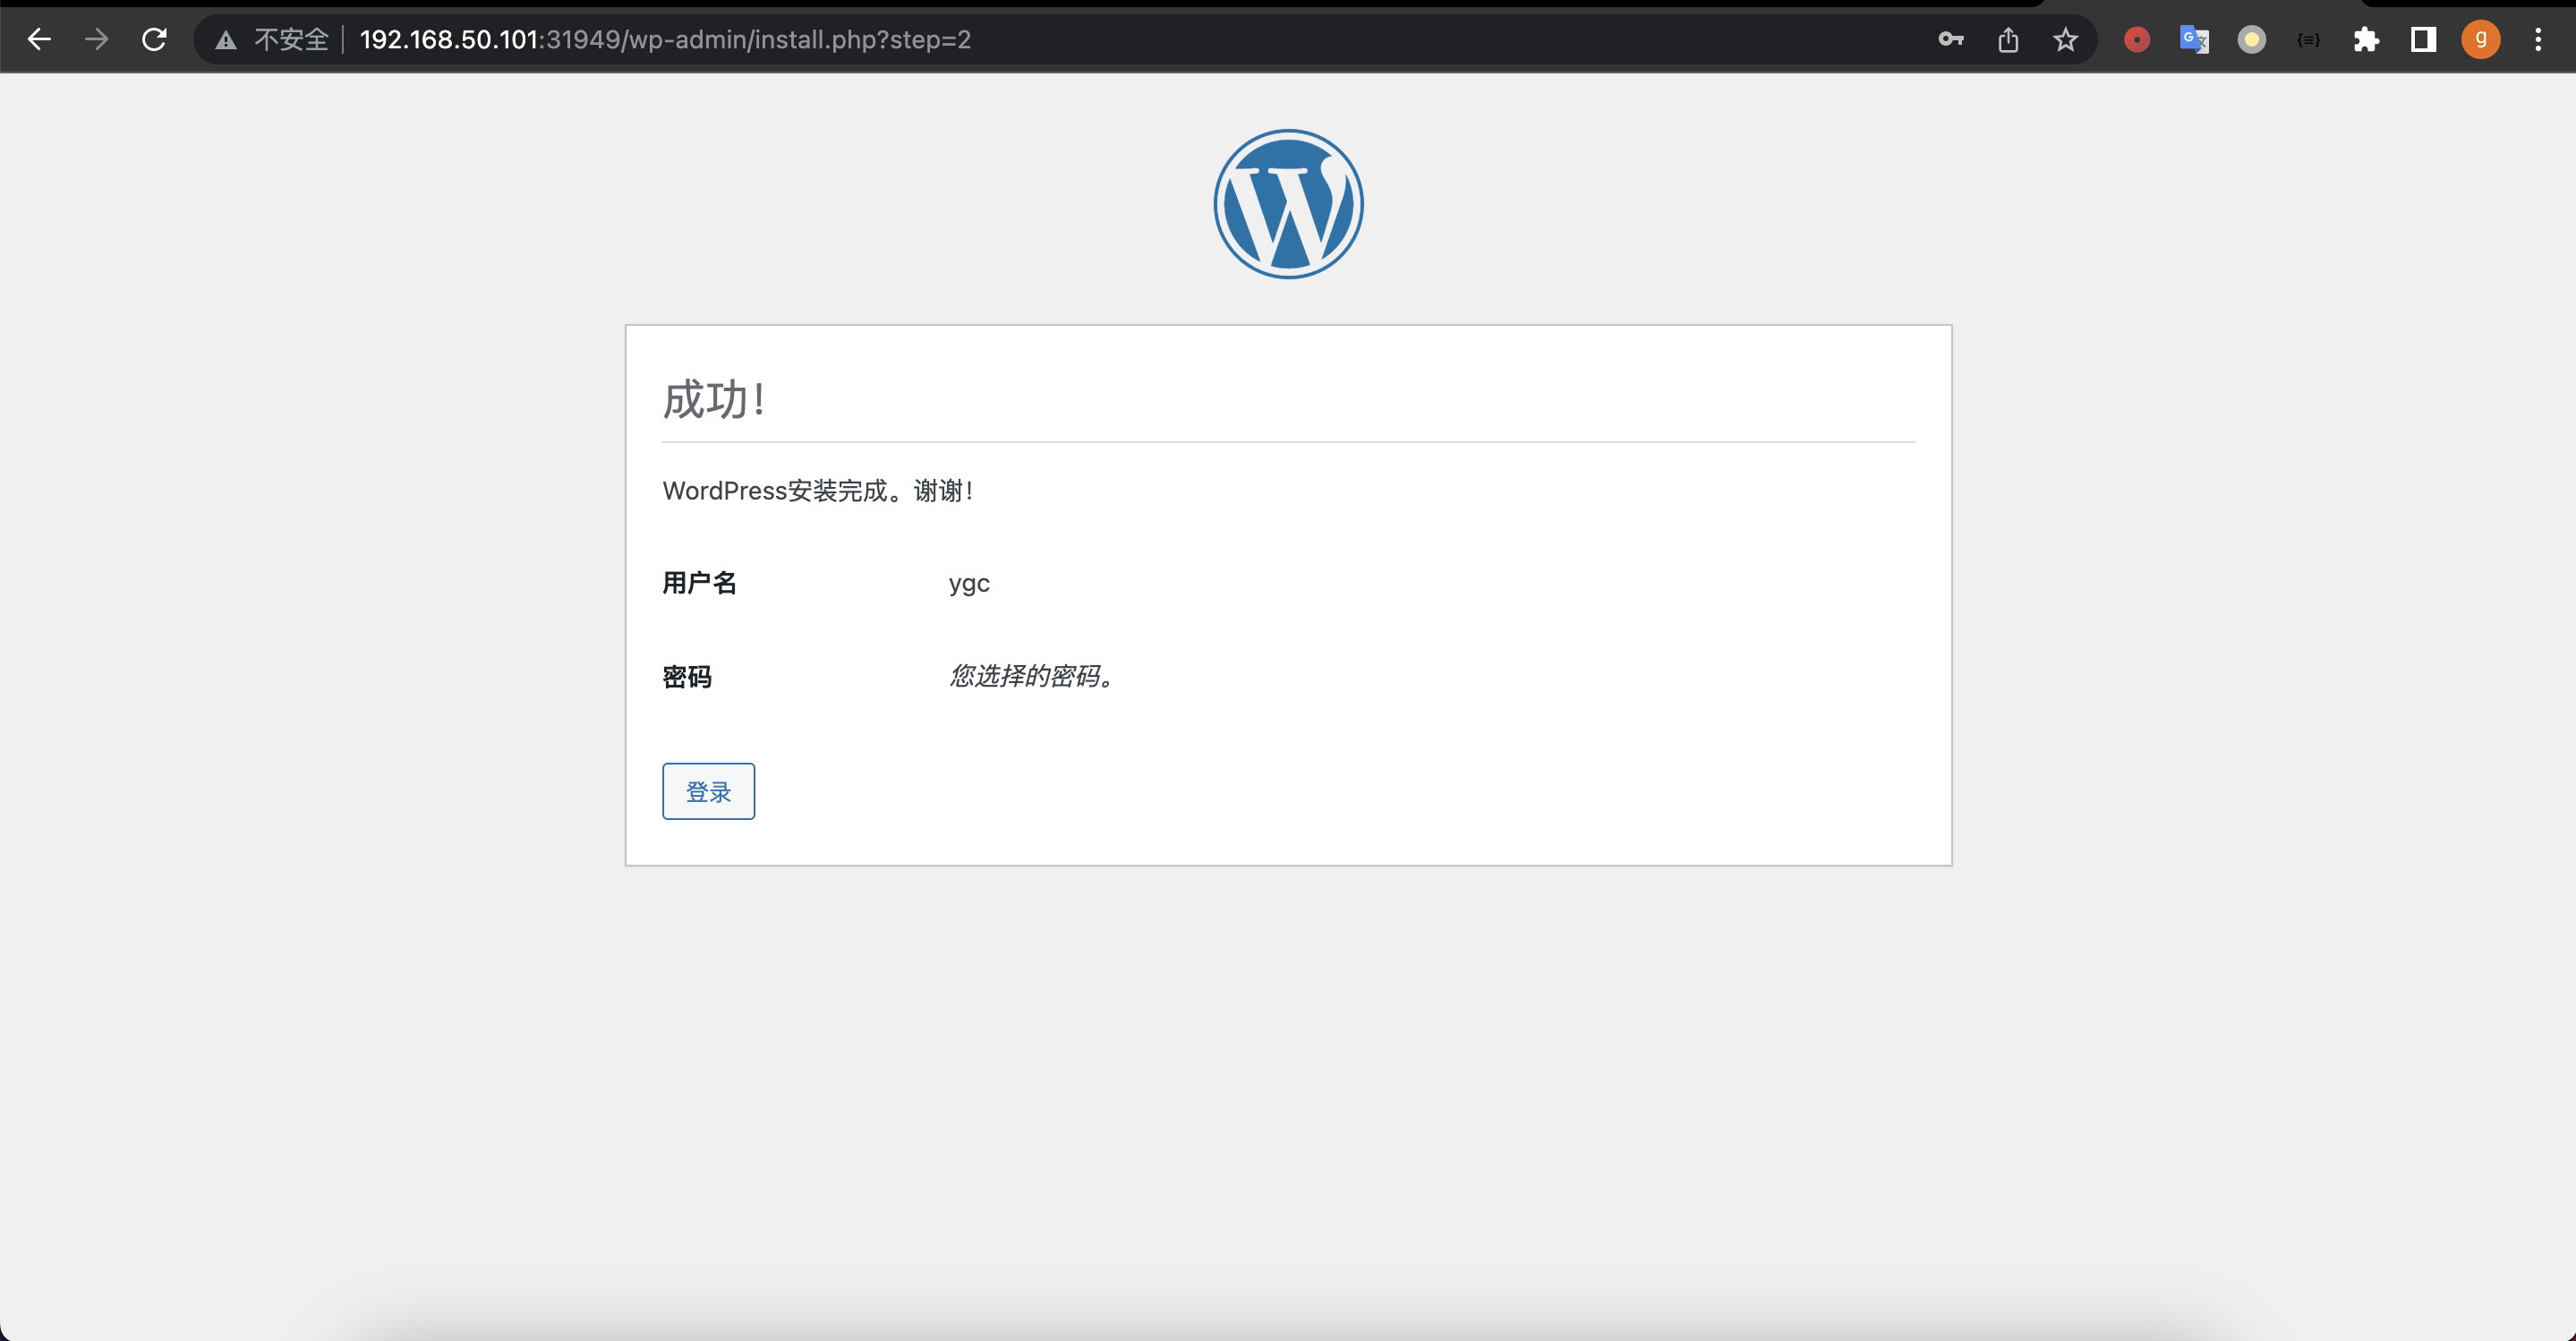 不安全 192.168.50.101:31949/wp-admin/install.php?step=2
g
成功！
WordPress安装完成。谢谢！
用户名 ygc
密码 您选择的密码。
登录